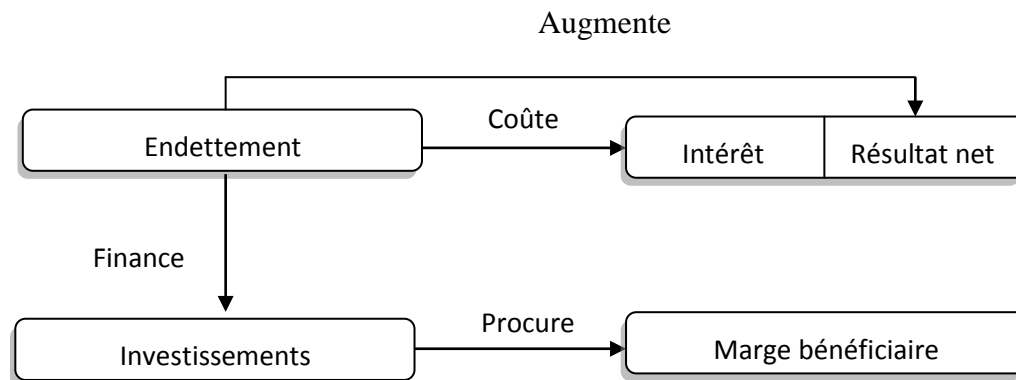 Augmente
Coûte
Endettement
Intérêt
Résultat net
Finance
Procure
Investissements
Marge bénéficiaire